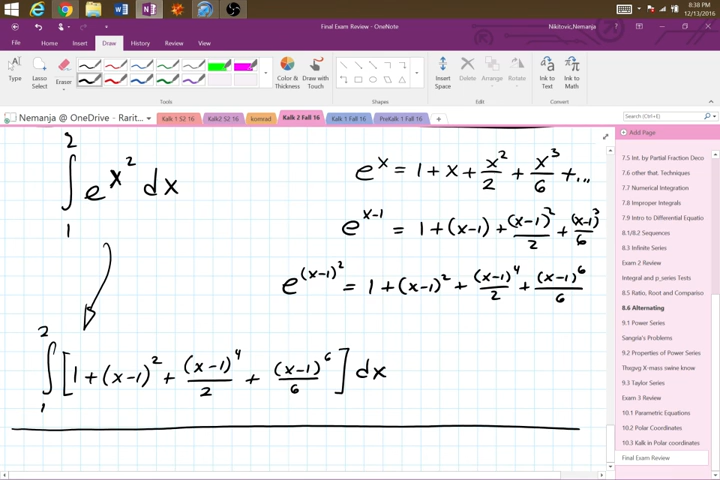 Final Exam Review - OneNote
8:38 PM
12/13/2016
Nikitovic, Nemanja
File Home Insert Draw History Review View
Type
Lasso Select
Eraser
Color & Thickness
Draw with Touch
Insert Space
Delete
Arrange
Rotate
Ink to Text
Ink to Math
Tools
Shapes
Edit
Convert
Nemanja @ OneDrive - Rarit...
Kalk 1 S2 16
Kalk2 S2 16
komrad
Kalk 2 Fall 16
Kalk 1 Fall 16
PreKalk 1 Fall 16
+
Search (Ctrl+E)
Add Page
7.5 Int. by Partial Fraction Deco
7.6 other that. Techniques
7.7 Numerical Integration
7.8 Improper Integrals
7.9 Intro to Differential Equatio
8.1/8.2 Sequences
8.3 Infinite Series
Exam 2 Review
Integral and p_series Tests
8.5 Ratio, Root and Compariso
8.6 Alternating
9.1 Power Series
Sangria's Problems
9.2 Properties of Power Series
9.3 Taylor Series
Exam 3 Review
10.1 Parametric Equations
10.2 Polar Coordinates
10.3 Kalk in Polar coordinates
Final Exam Review
∫₁² e^(x²) dx
e^x = 1 + x + x²/2 + x³/6 + ...
e^(x-1) = 1 + (x-1) + (x-1)²/2 + (x-1)³/6
e^((x-1)²) = 1 + (x-1)² + (x-1)⁴/2 + (x-1)⁶/6
∫₁² [1 + (x-1)² + (x-1)⁴/2 + (x-1)⁶/6] dx